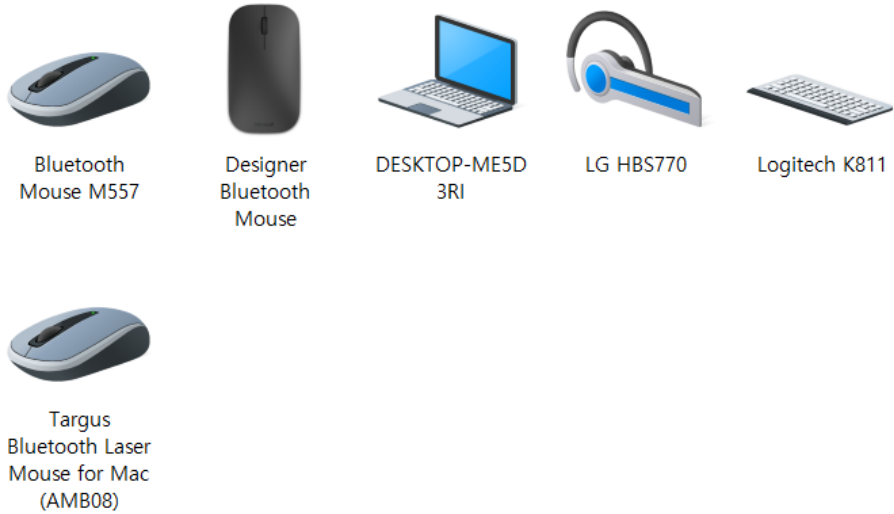 Bluetooth
Mouse M557
Designer
Bluetooth
Mouse
DESKTOP-ME5D
3RI
LG HBS770
Logitech K811
Targus
Bluetooth Laser
Mouse for Mac
(AMB08)